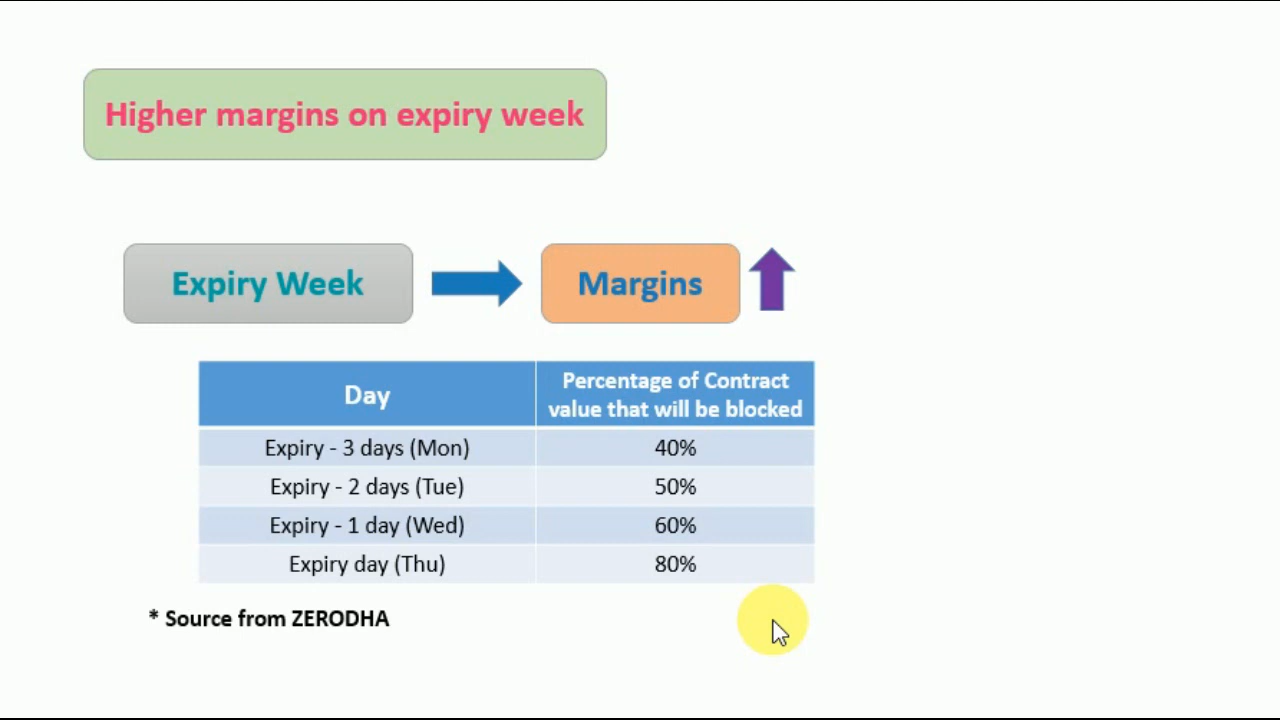 Higher margins on expiry week
Expiry Week
Margins
Day
Percentage of Contract
value that will be blocked
Expiry - 3 days (Mon)
40%
Expiry - 2 days (Tue)
50%
Expiry - 1 day (Wed)
60%
Expiry day (Thu)
80%
* Source from ZERODHA